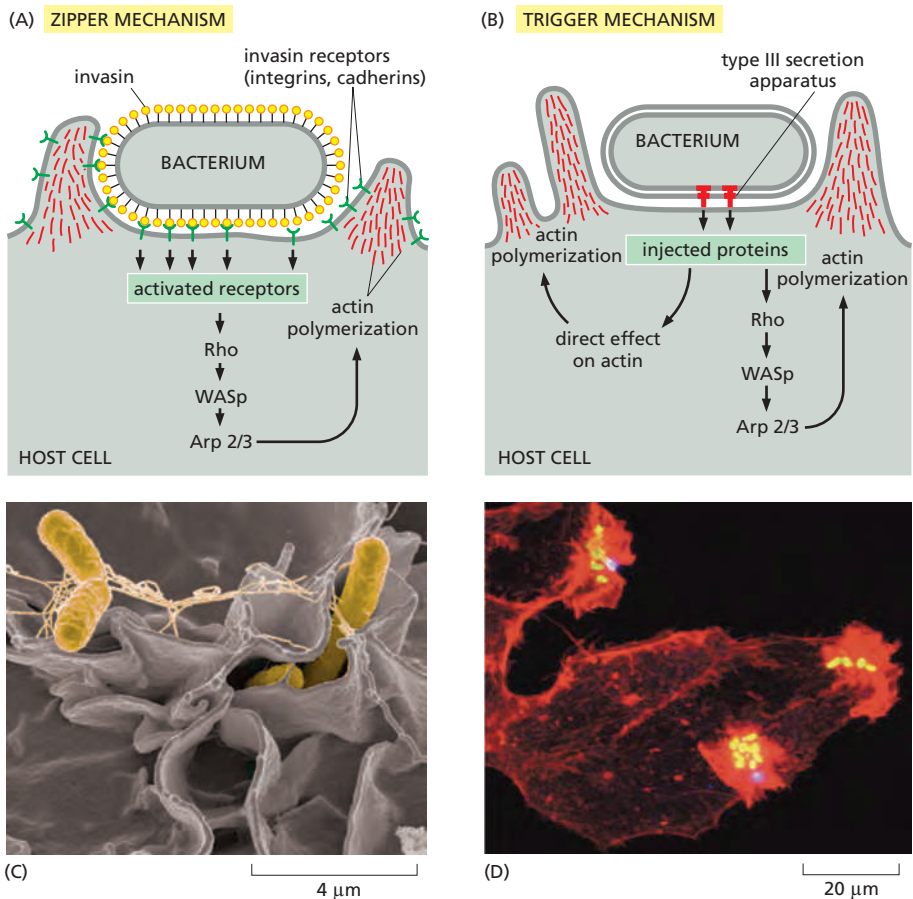 (A) ZIPPER MECHANISM
invasin
invasin receptors
(integrins, cadherins)
BACTERIUM
activated receptors
actin
polymerization
Rho
WASp
Arp 2/3
HOST CELL
(B) TRIGGER MECHANISM
type III secretion
apparatus
BACTERIUM
actin
polymerization
injected proteins
actin
polymerization
direct effect
on actin
Rho
WASp
Arp 2/3
HOST CELL
(C)
4 µm
(D)
20 µm